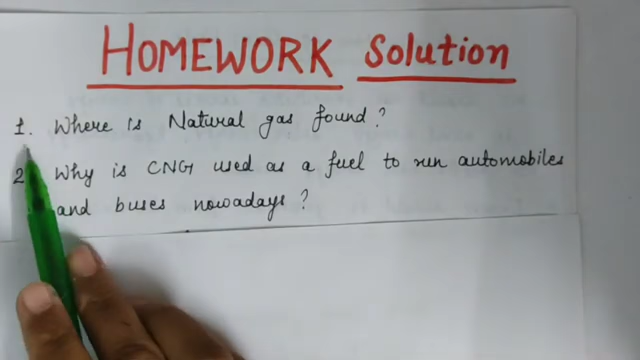 HOMEWORK Solution
1. Where is Natural gas found?
2 Why is CNG used as a fuel to run automobiles
and buses nowadays?